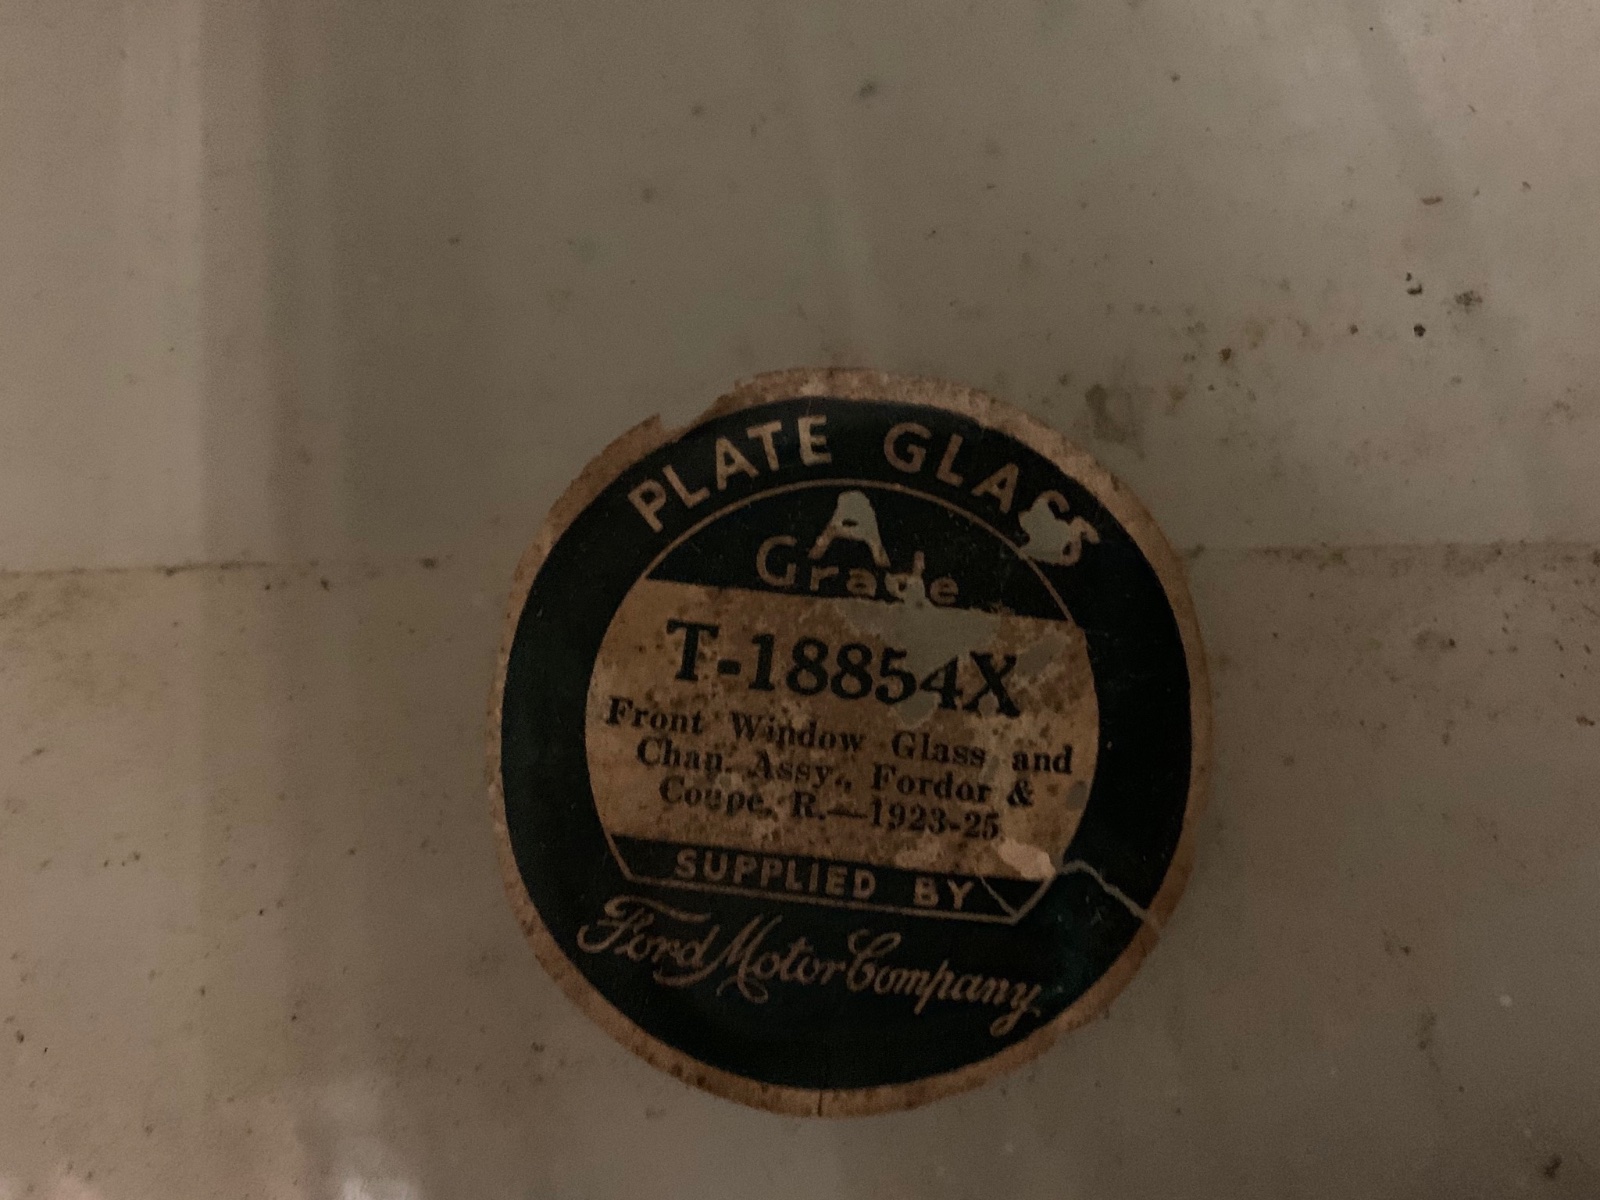 PLATE GLASS
A
Grade
T-18854X
Front Window Glass and
Chan. Assy., Fordor &
Coupe, R.—1923-25
SUPPLIED BY
Ford Motor Company